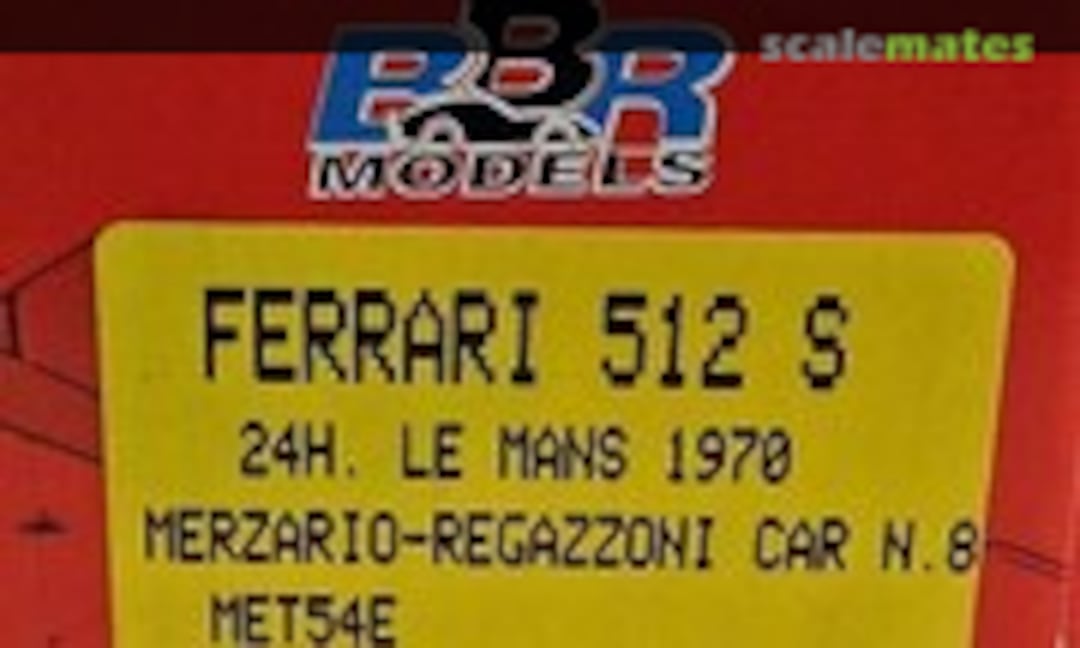 scalemates
BBR
MODELS
FERRARI 512 S
24H. LE MANS 1970
MERZARIO-REGAZZONI CAR N.8
MET54E